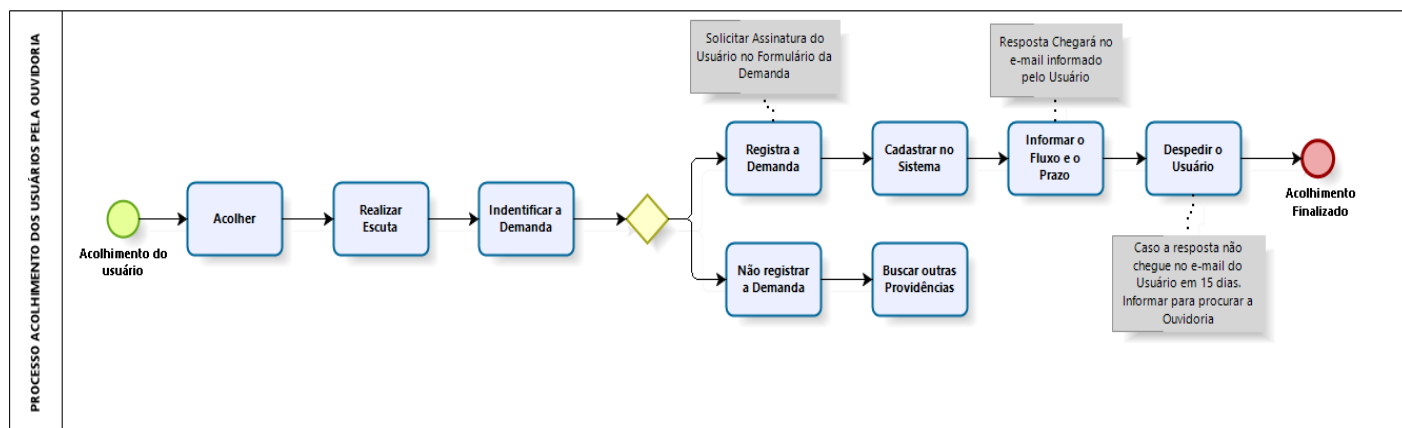 PROCESSO ACOLHIMENTO DOS USUÁRIOS PELA OUVIDORIA
Acolhimento do
usuário
Acolher
Realizar
Escuta
Indentificar a
Demanda
Solicitar Assinatura do
Usuário no Formulário da
Demanda
Registra a
Demanda
Cadastrar no
Sistema
Resposta Chegará no
e-mail informado
pelo Usuário
Informar o
Fluxo e o
Prazo
Despedir o
Usuário
Acolhimento
Finalizado
Não registrar
a Demanda
Buscar outras
Providências
Caso a resposta não
chegue no e-mail do
Usuário em 15 dias.
Informar para procurar a
Ouvidoria